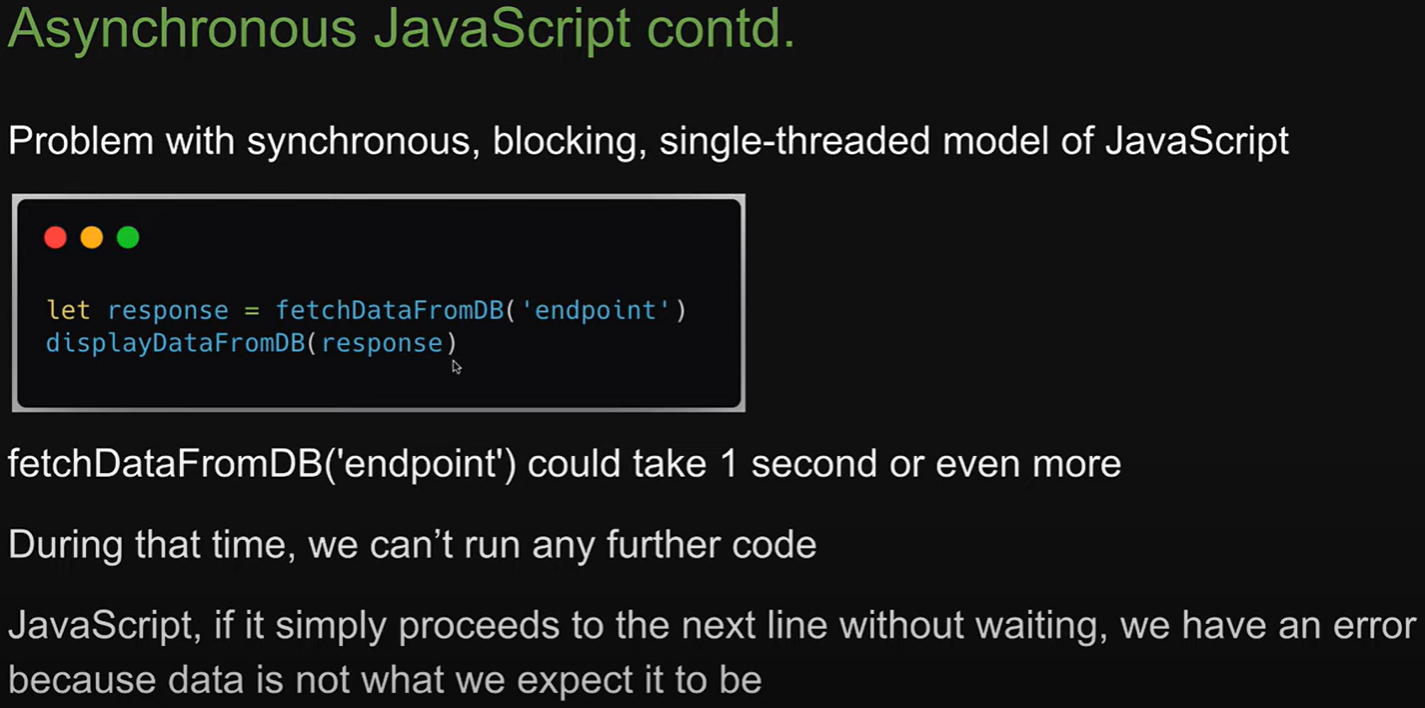 Asynchronous JavaScript contd.
Problem with synchronous, blocking, single-threaded model of JavaScript
let response = fetchDataFromDB('endpoint')
displayDataFromDB(response)
fetchDataFromDB('endpoint') could take 1 second or even more
During that time, we can’t run any further code
JavaScript, if it simply proceeds to the next line without waiting, we have an error
because data is not what we expect it to be